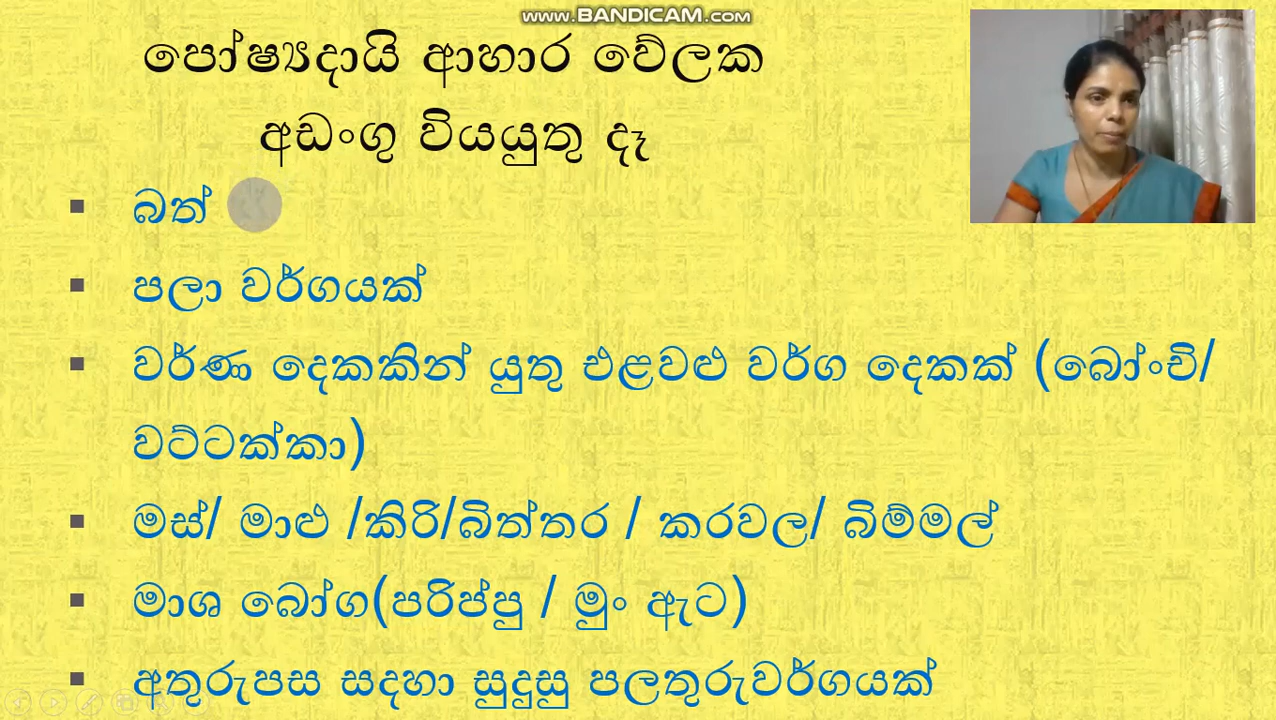 www.BANDICAM.com
පෝෂ්‍යදායි ආහාර වේලක
අඩංගු වියයුතු දෑ
බත්
පලා වර්ගයක්
වර්ණ දෙකකින් යුතු එළවළු වර්ග දෙකක් (බෝංචි/
වට්ටක්කා)
මස්/ මාළු /කිරි/බිත්තර / කරවල/ බිම්මල්
මාශ බෝග(පරිප්පු / මුං ඇට)
අතුරුපස සදහා සුදුසු පලතුරුවර්ගයක්